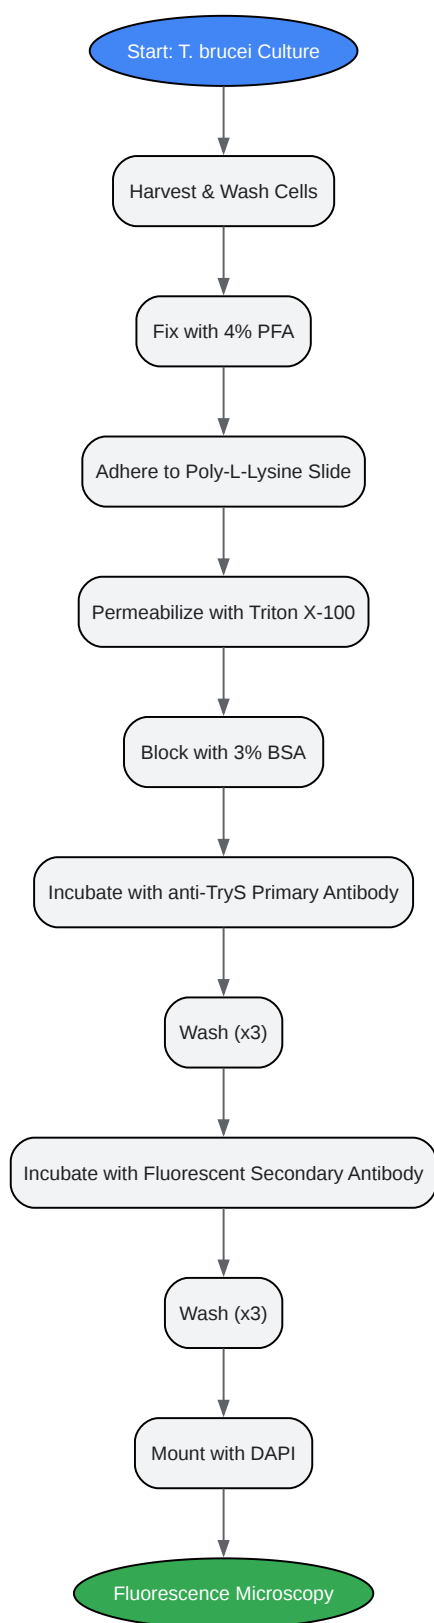 Start: T. brucei Culture
Harvest & Wash Cells
Fix with 4% PFA
Adhere to Poly-L-Lysine Slide
Permeabilize with Triton X-100
Block with 3% BSA
Incubate with anti-TryS Primary Antibody
Wash (x3)
Incubate with Fluorescent Secondary Antibody
Wash (x3)
Mount with DAPI
Fluorescence Microscopy